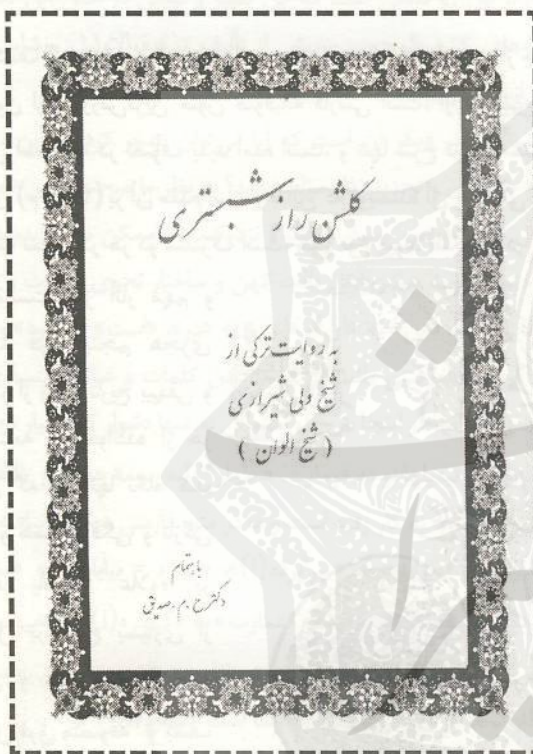 گلشن راز شبستری
به روایت ترکی از
شیخ ولی شیرازی
( شیخ الوان )
باهتمام
دکتر ح . م . صدیق